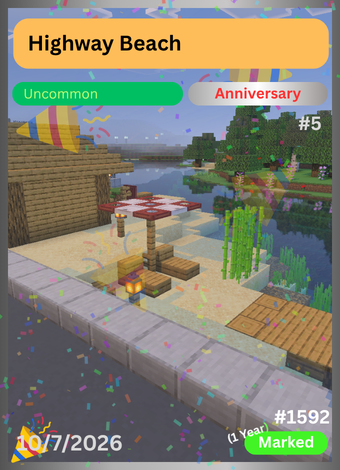 Highway Beach
Uncommon
Anniversary
#5
#1592
(1 Year)
10/7/2026
Marked